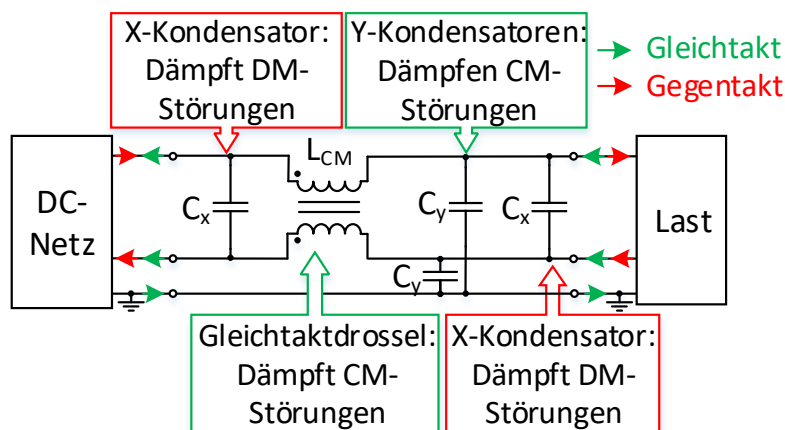 X-Kondensator:
Dämpft DM-
Störungen
Y-Kondensatoren:
Dämpfen CM-
Störungen
Gleichtakt
Gegentakt
DC-
Netz
Cx
LCM
Cy
Cx
Cy
Last
Gleichtaktdrossel:
Dämpft CM-
Störungen
X-Kondensator:
Dämpft DM-
Störungen